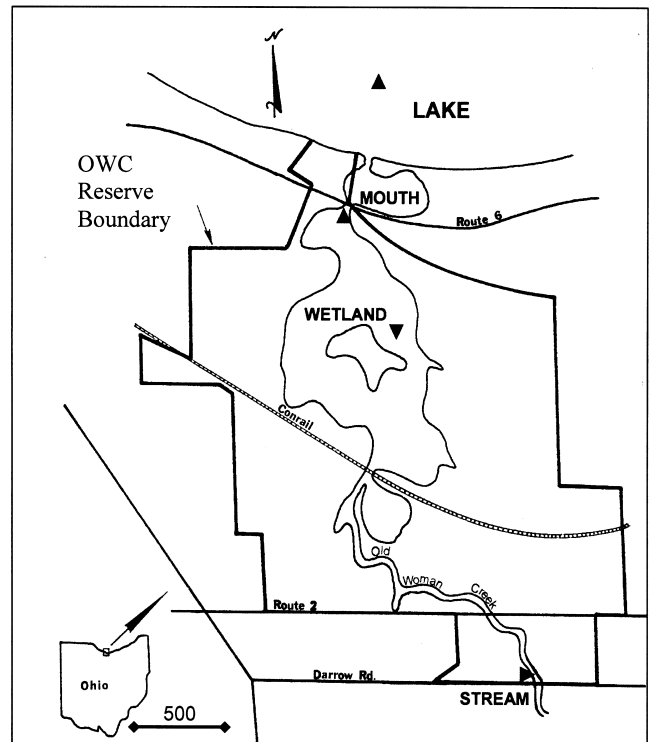 N
LAKE
OWC
Reserve
Boundary
MOUTH
Route 6
WETLAND
Conrail
Old
Woman
Creek
Route 2
Ohio
Darrow Rd.
STREAM
500